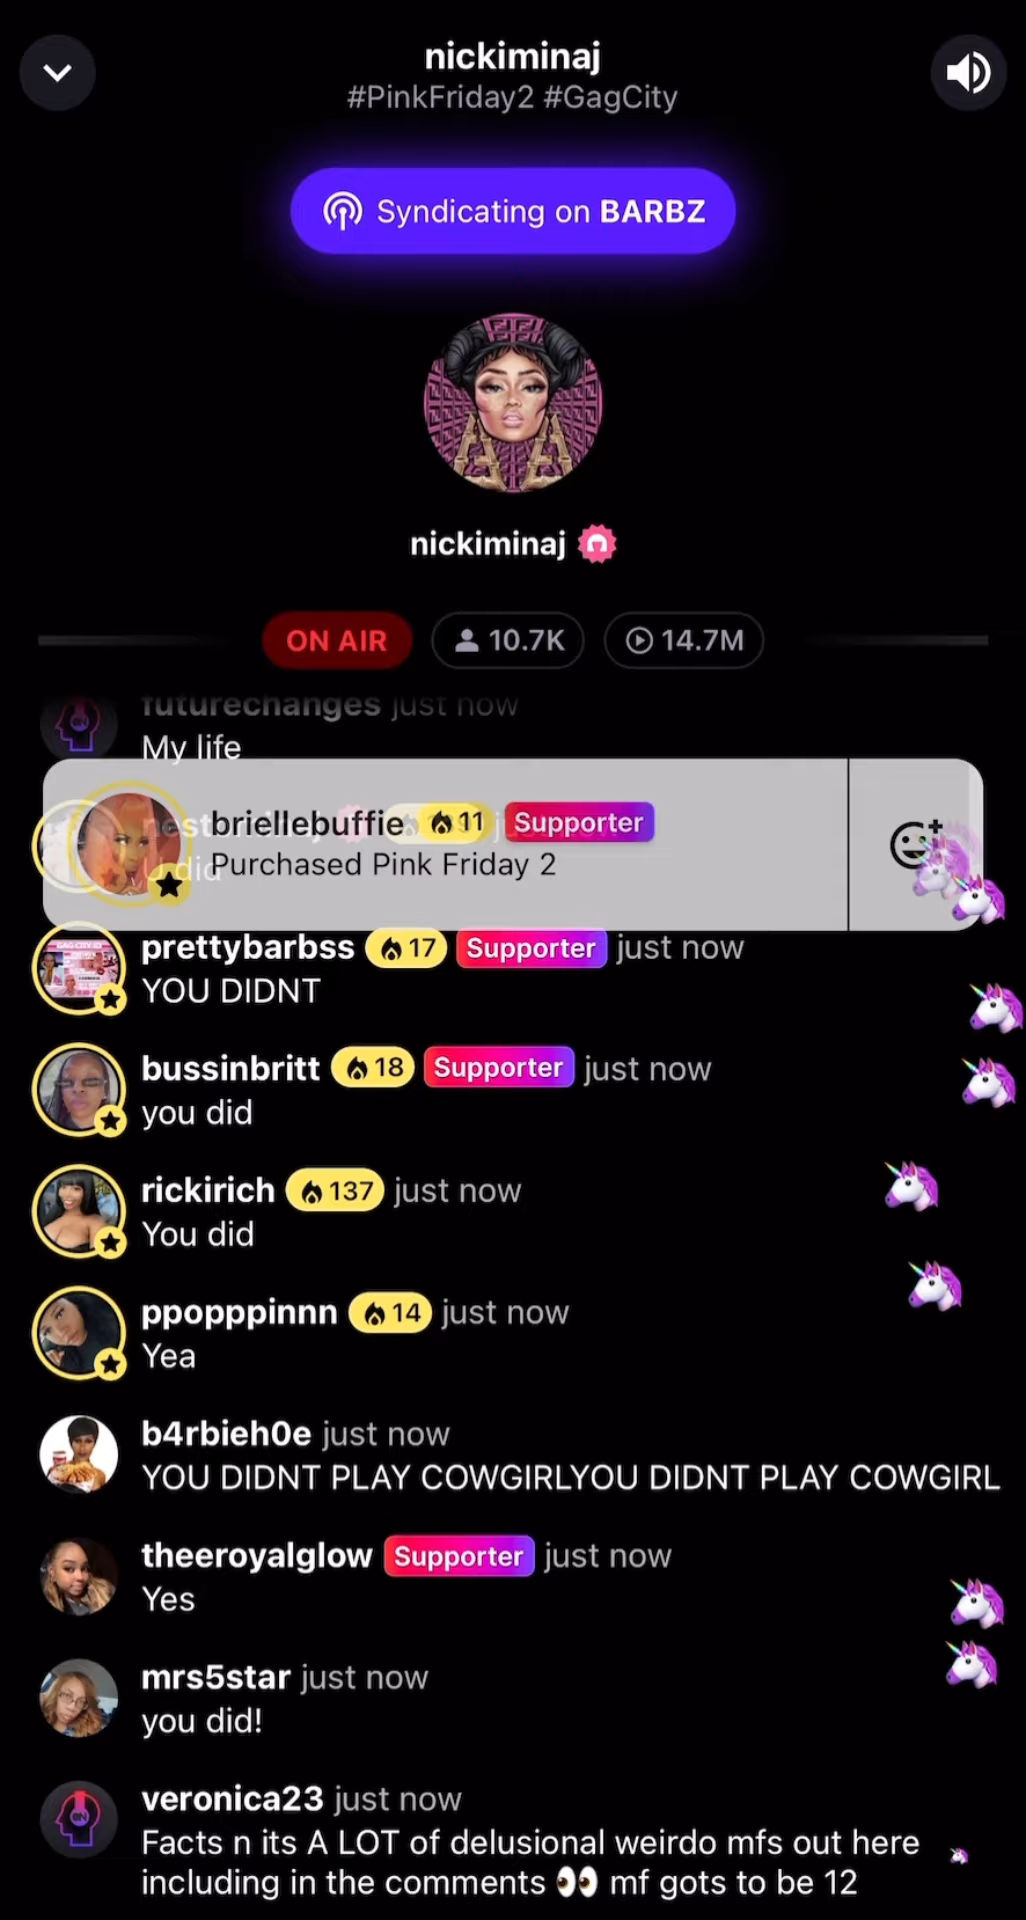 nickiminaj
#PinkFriday2 #GagCity
Syndicating on BARBZ
nickiminaj
ON AIR 10.7K 14.7M
futurechanges just now
My life
briellebuffie 11 Supporter
Purchased Pink Friday 2
U did
prettybarbss 17 Supporter just now
YOU DIDNT
bussinbritt 18 Supporter just now
you did
rickirich 137 just now
You did
ppopppinnn 14 just now
Yea
b4rbieh0e just now
YOU DIDNT PLAY COWGIRLYOU DIDNT PLAY COWGIRL
theeroyalglow Supporter just now
Yes
mrs5star just now
you did!
veronica23 just now
Facts n its A LOT of delusional weirdo mfs out here
including in the comments 👀 mf gots to be 12